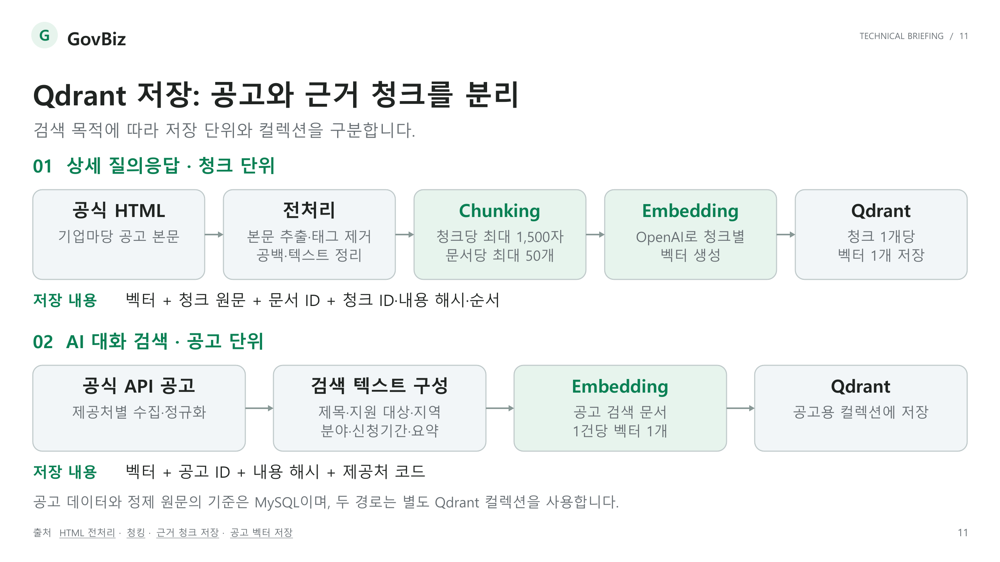 G GovBiz
TECHNICAL BRIEFING / 11
Qdrant 저장: 공고와 근거 청크를 분리
검색 목적에 따라 저장 단위와 컬렉션을 구분합니다.
01 상세 질의응답 · 청크 단위
공식 HTML
기업마당 공고 본문
전처리
본문 추출·태그 제거
공백·텍스트 정리
Chunking
청크당 최대 1,500자
문서당 최대 50개
Embedding
OpenAI로 청크별
벡터 생성
Qdrant
청크 1개당
벡터 1개 저장
저장 내용 벡터 + 청크 원문 + 문서 ID + 청크 ID·내용 해시·순서
02 AI 대화 검색 · 공고 단위
공식 API 공고
제공처별 수집·정규화
검색 텍스트 구성
제목·지원 대상·지역
분야·신청기간·요약
Embedding
공고 검색 문서
1건당 벡터 1개
Qdrant
공고용 컬렉션에 저장
저장 내용 벡터 + 공고 ID + 내용 해시 + 제공처 코드
공고 데이터와 정제 원문의 기준은 MySQL이며, 두 경로는 별도 Qdrant 컬렉션을 사용합니다.
출처 HTML 전처리 · 청킹 · 근거 청크 저장 · 공고 벡터 저장
11